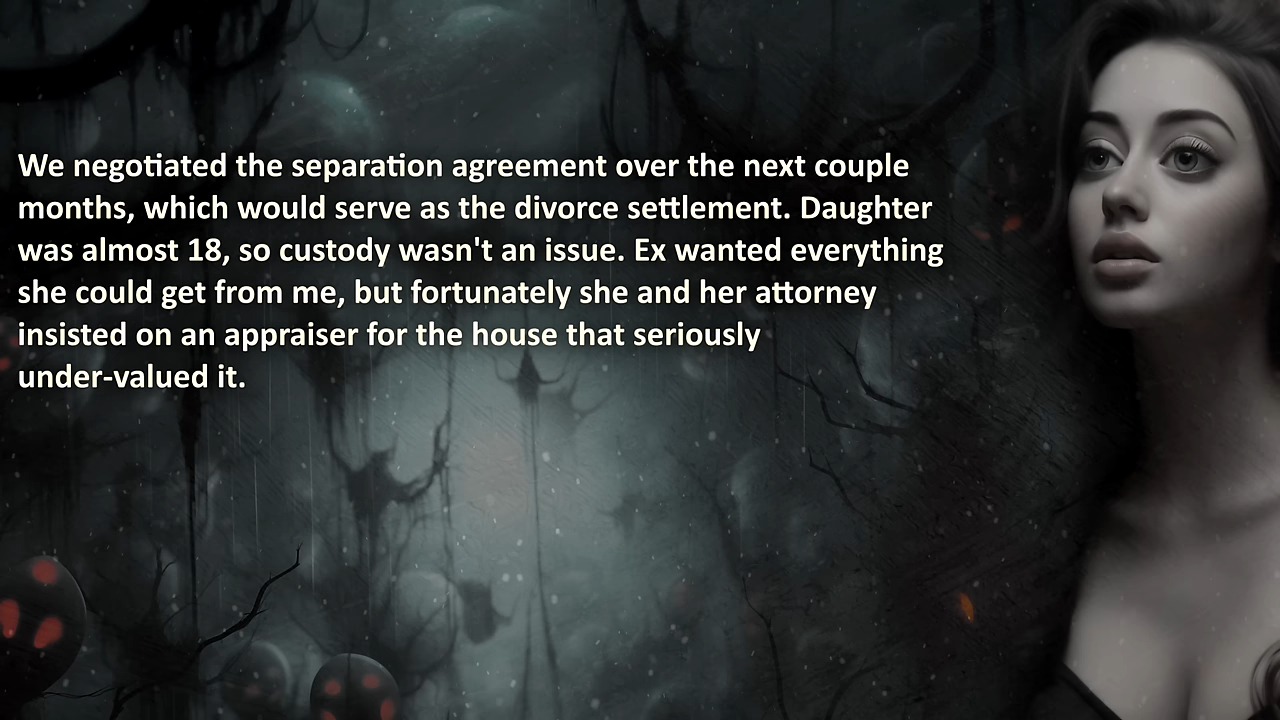 We negotiated the separation agreement over the next couple
months, which would serve as the divorce settlement. Daughter
was almost 18, so custody wasn't an issue. Ex wanted everything
she could get from me, but fortunately she and her attorney
insisted on an appraiser for the house that seriously
under-valued it.